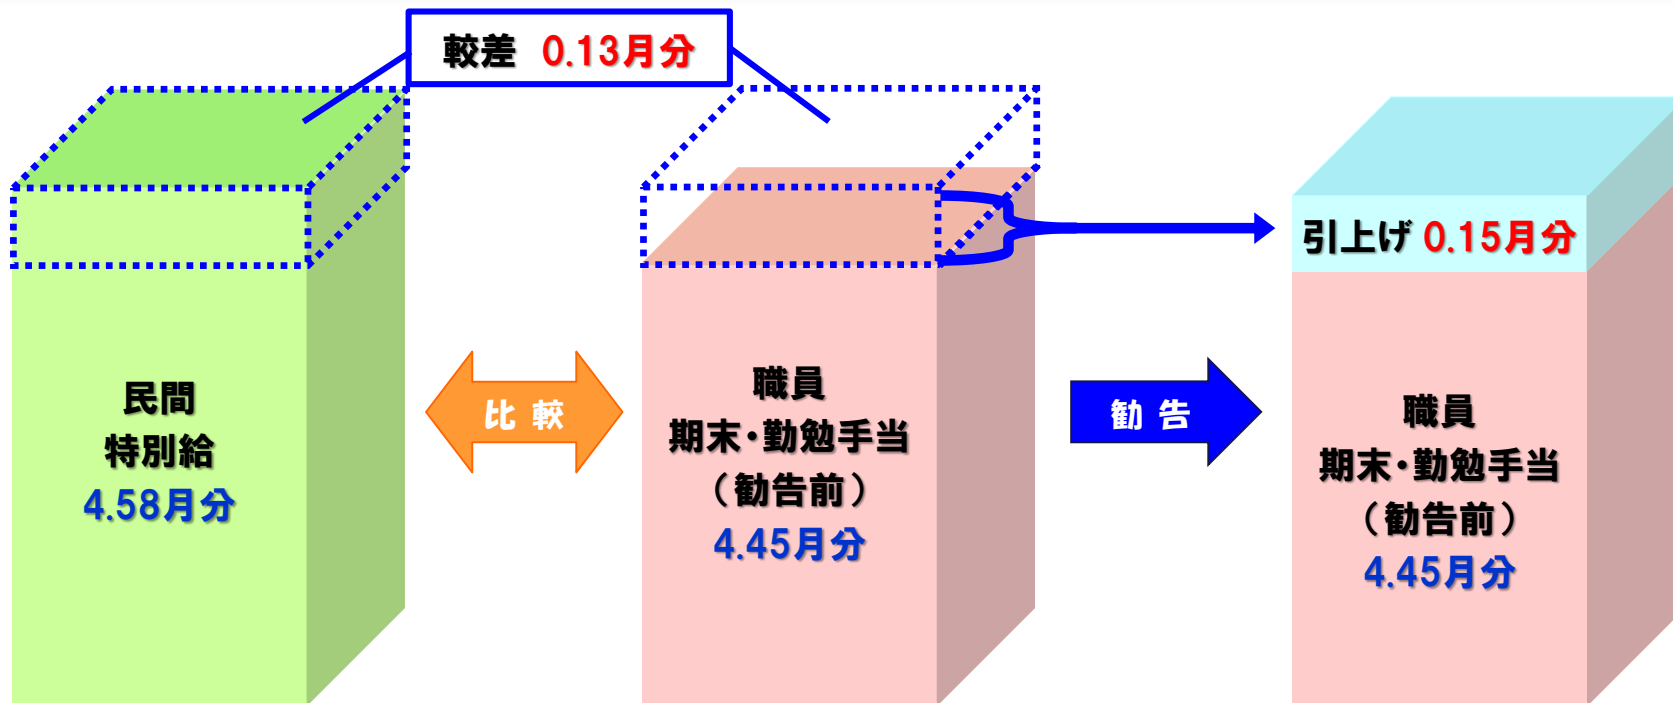 較差 0.13月分
民間
特別給
4.58月分
比較
職員
期末・勤勉手当
（勧告前）
4.45月分
勧告
引上げ 0.15月分
職員
期末・勤勉手当
（勧告前）
4.45月分